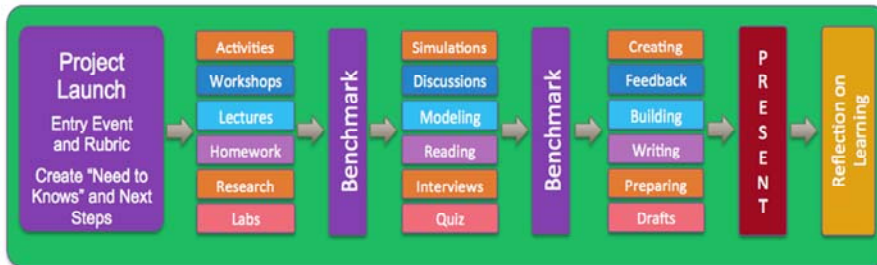 Project
Launch
Entry Event
and Rubric
Create “Need to
Knows” and Next
Steps
Activities
Workshops
Lectures
Homework
Research
Labs
Benchmark
Simulations
Discussions
Modeling
Reading
Interviews
Quiz
Benchmark
Creating
Feedback
Building
Writing
Preparing
Drafts
PRESENT
Reflection on
Learning